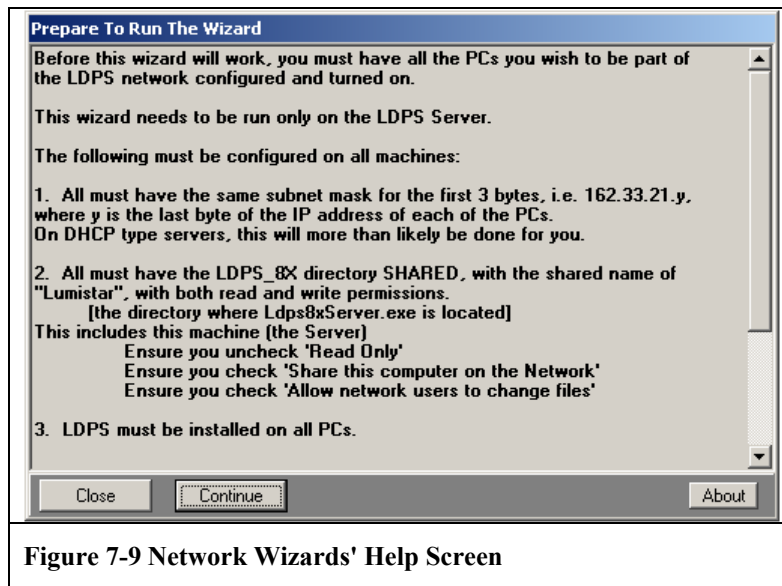 Prepare To Run The Wizard
Before this wizard will work, you must have all the PCs you wish to be part of
the LDPS network configured and turned on.
This wizard needs to be run only on the LDPS Server.
The following must be configured on all machines:
1. All must have the same subnet mask for the first 3 bytes, i.e. 162.33.21.y,
where y is the last byte of the IP address of each of the PCs.
On DHCP type servers, this will more than likely be done for you.
2. All must have the LDPS_8X directory SHARED, with the shared name of
"Lumistar", with both read and write permissions.
[the directory where Ldps8xServer.exe is located]
This includes this machine (the Server)
Ensure you uncheck 'Read Only'
Ensure you check 'Share this computer on the Network'
Ensure you check 'Allow network users to change files'
3. LDPS must be installed on all PCs.
Close Continue About
Figure 7-9 Network Wizards' Help Screen